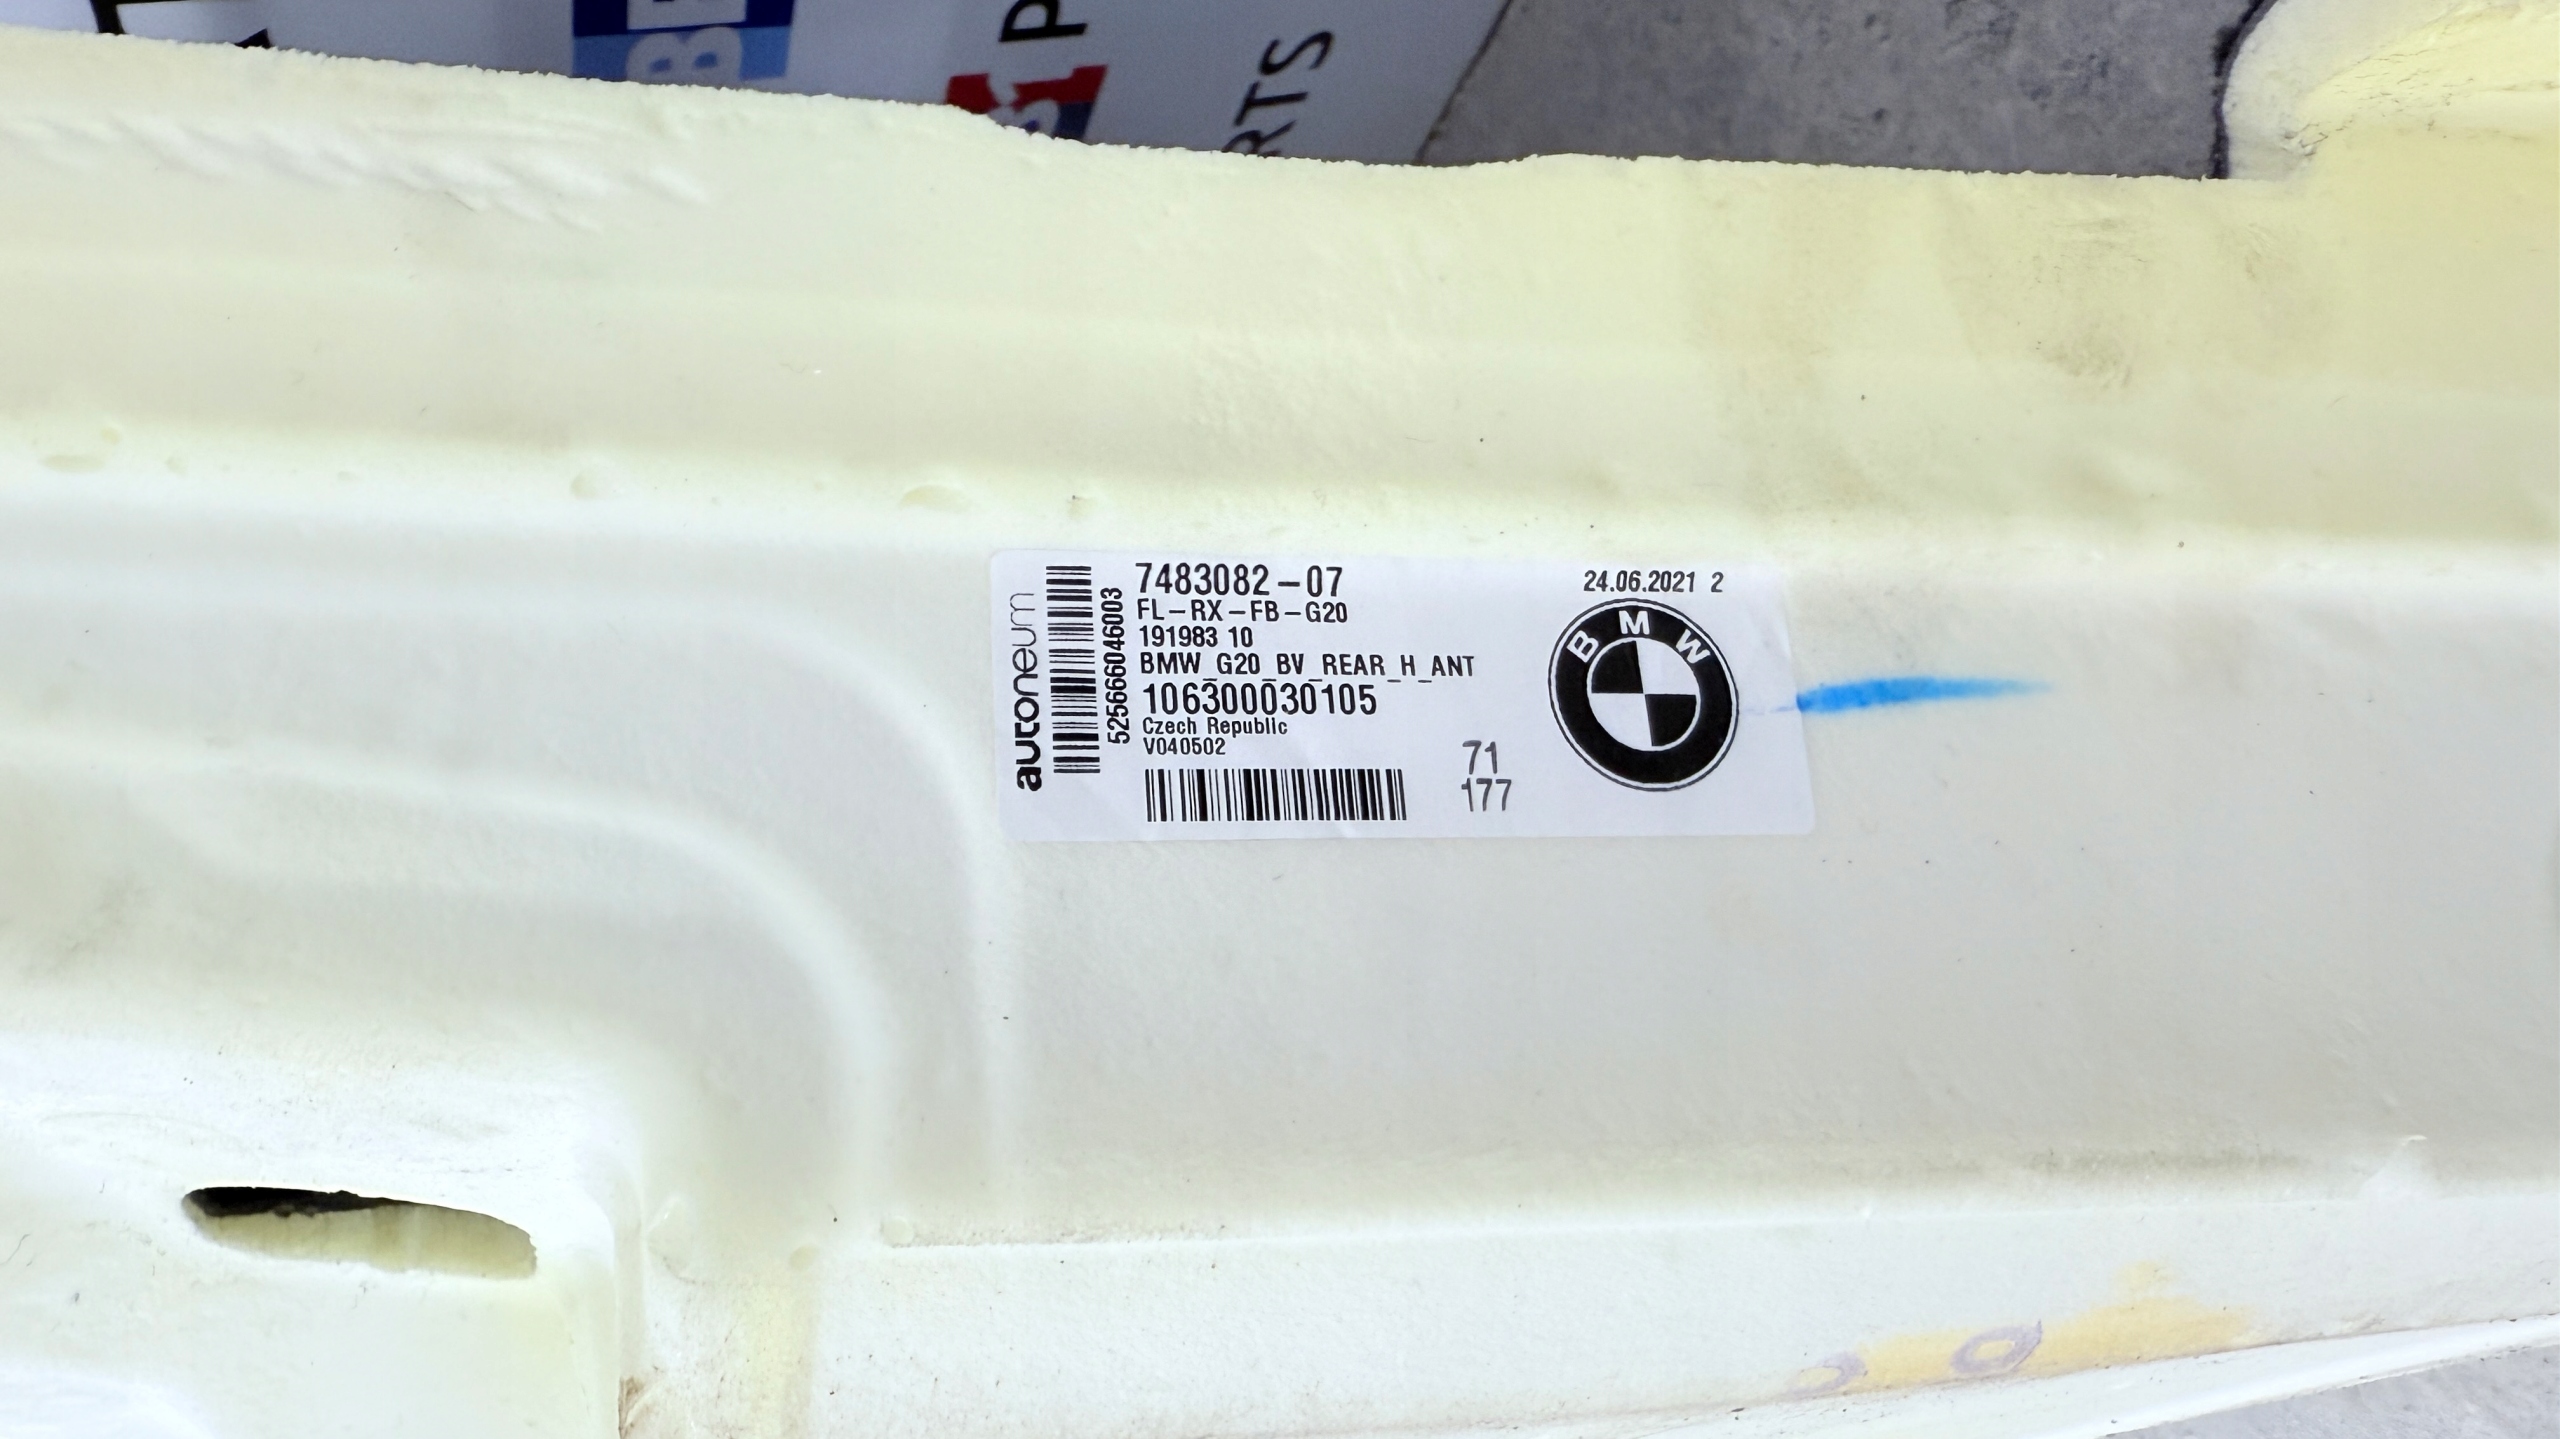 P
RTS
autoneum
525666046003
7483082-07
FL-RX-FB-G20
191983 10
BMW_G20_BV_REAR_H_ANT
106300030105
Czech Republic
V040502
71
177
24.06.2021 2
BMW